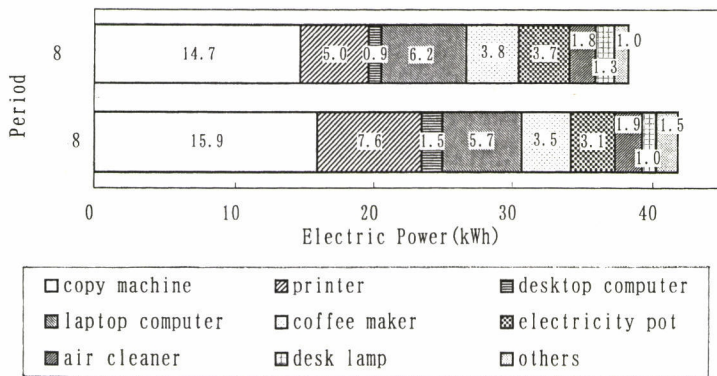 8 14.7 5.0 0.9 6.2 3.8 3.7 1.8 1.3 1.0
Period
8 15.9 7.6 1.5 5.7 3.5 3.1 1.9 1.0 1.5
0 10 20 30 40
Electric Power(kWh)
copy machine printer desktop computer
laptop computer coffee maker electricity pot
air cleaner desk lamp others